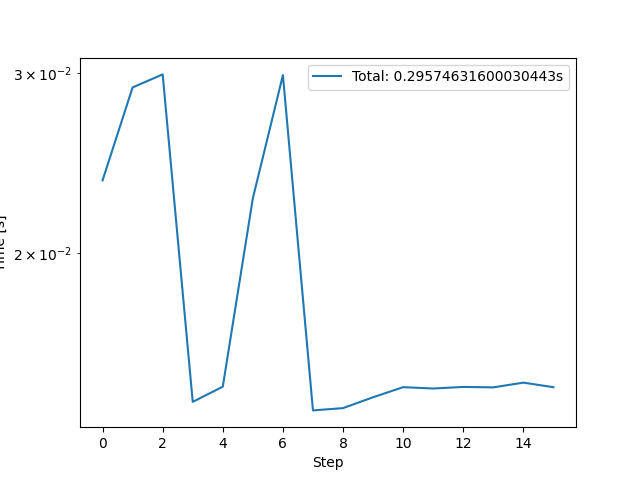 Total: 0.29574631600030443s
3 × 10⁻²
2 × 10⁻²
[s]
0 2 4 6 8 10 12 14
Step